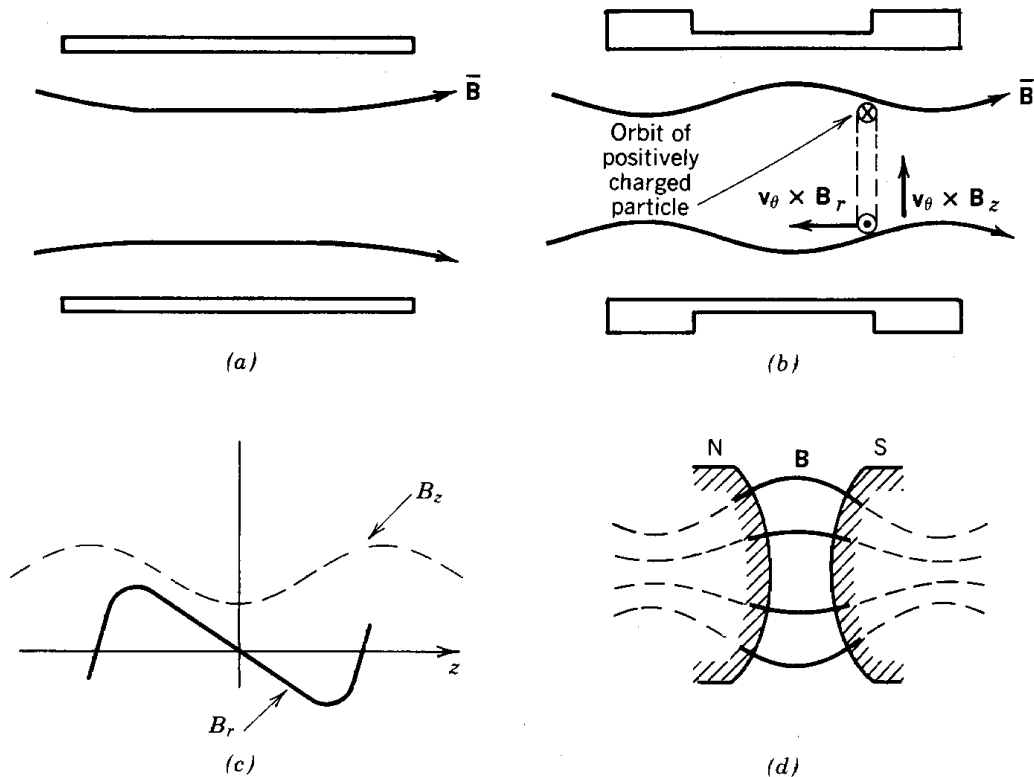 B̅
(a)
B̅
Orbit of
positively
charged
particle
v_θ × B_r
v_θ × B_z
(b)
B_z
z
B_r
(c)
N
B
S
(d)